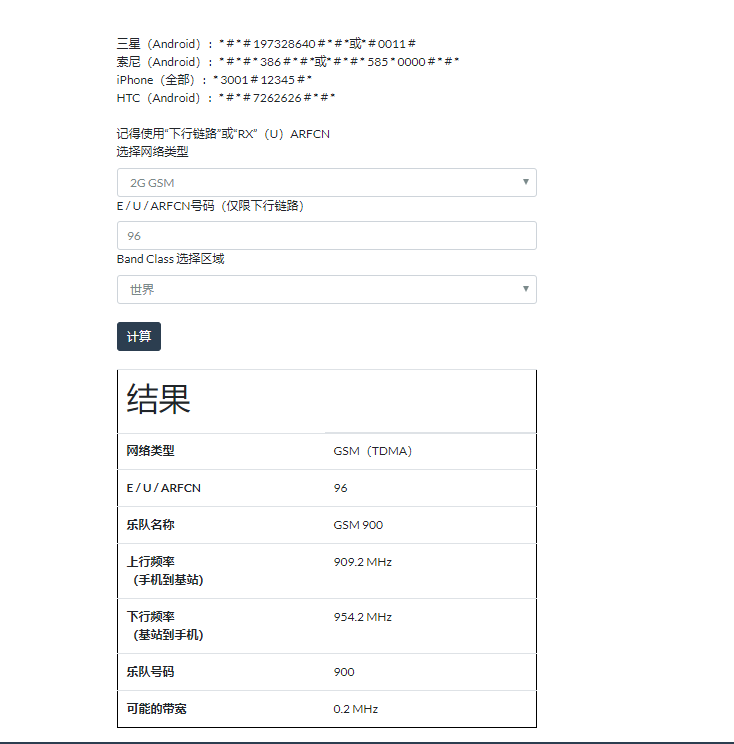 三星（Android）：*#*#197328640#*#*或*#0011#
索尼（Android）：*#*#*386#*#*或*#*#*585*0000#*#*
iPhone（全部）：*3001#12345#*
HTC（Android）：*#*#7262626#*#*
记得使用“下行链路”或“RX”（U）ARFCN
选择网络类型
2G GSM
E / U / ARFCN号码（仅限下行链路）
96
Band Class 选择区域
世界
计算
结果
网络类型 GSM（TDMA）
E / U / ARFCN 96
乐队名称 GSM 900
上行频率 909.2 MHz
（手机到基站）
下行频率 954.2 MHz
（基站到手机）
乐队号码 900
可能的带宽 0.2 MHz